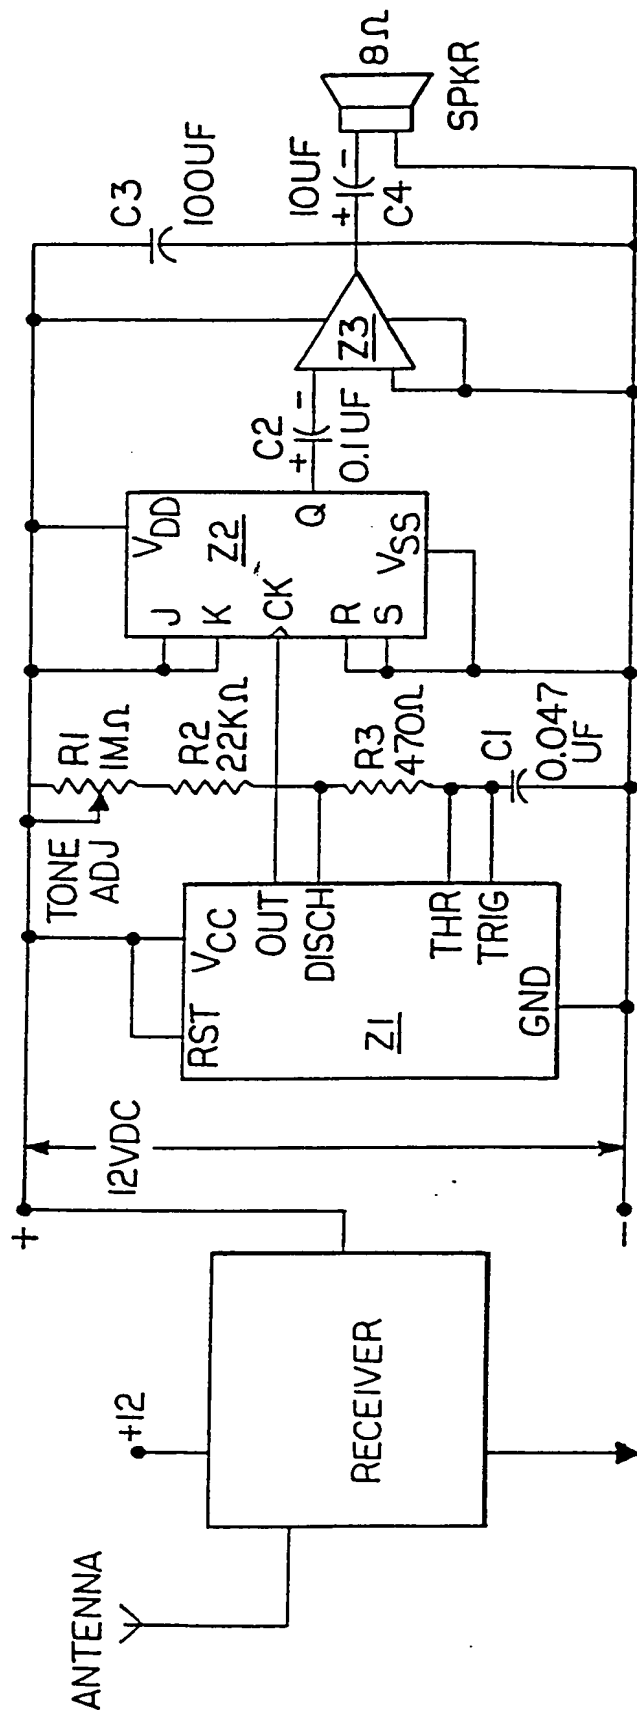 ANTENNA
+12
RECEIVER
+
-
12VDC
RST
VCC
OUT
DISCH
THR
TRIG
GND
Z1
TONE
ADJ
R1
1MΩ
R2
22KΩ
R3
470Ω
C1
0.047
UF
J
K
CK
R
S
VDD
Z2
Q
VSS
C2
+
-
0.1UF
Z3
C3
100UF
10UF
+
-
C4
8Ω
SPKR